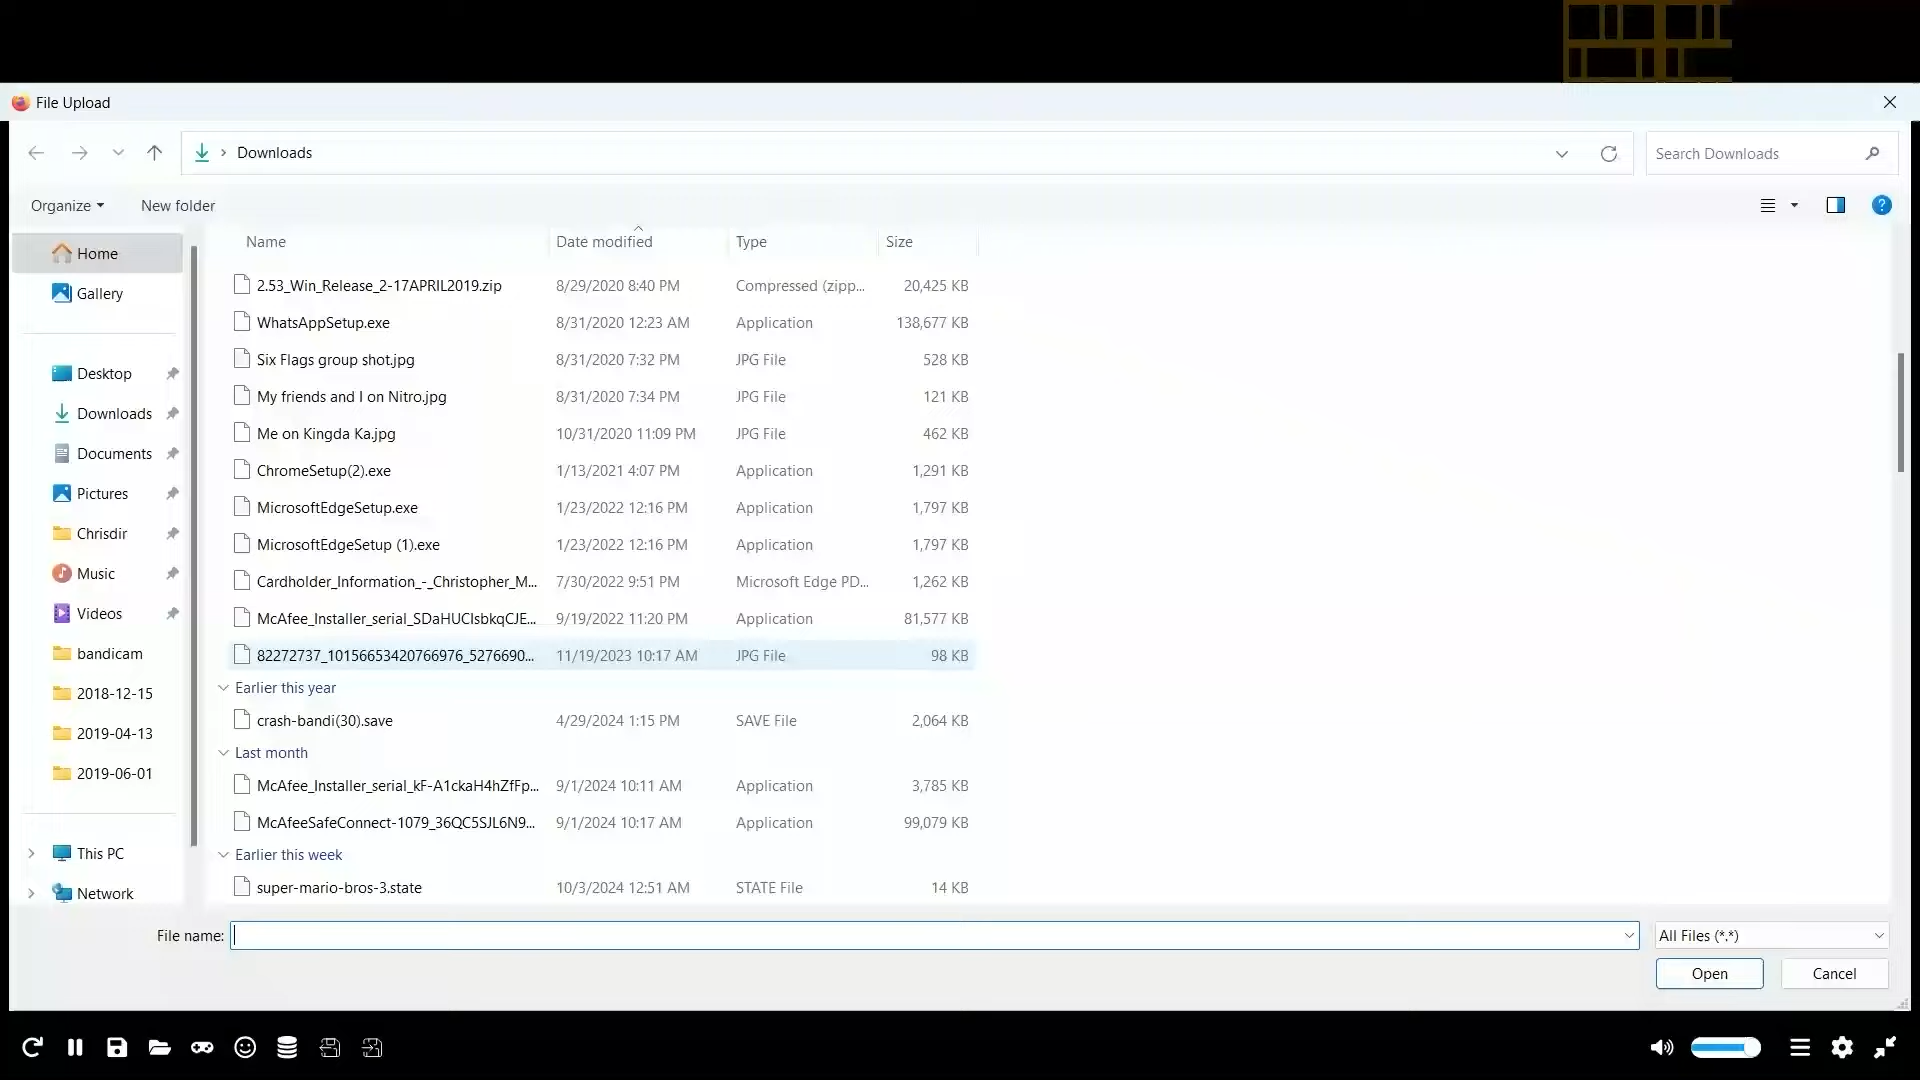 File Upload
Downloads
Search Downloads
Organize
New folder
Home
Gallery
Desktop
Downloads
Documents
Pictures
Chrisdir
Music
Videos
bandicam
2018-12-15
2019-04-13
2019-06-01
This PC
Network
Name Date modified Type Size
2.53_Win_Release_2-17APRIL2019.zip 8/29/2020 8:40 PM Compressed (zipp... 20,425 KB
WhatsAppSetup.exe 8/31/2020 12:23 AM Application 138,677 KB
Six Flags group shot.jpg 8/31/2020 7:32 PM JPG File 528 KB
My friends and I on Nitro.jpg 8/31/2020 7:34 PM JPG File 121 KB
Me on Kingda Ka.jpg 10/31/2020 11:09 PM JPG File 462 KB
ChromeSetup(2).exe 1/13/2021 4:07 PM Application 1,291 KB
MicrosoftEdgeSetup.exe 1/23/2022 12:16 PM Application 1,797 KB
MicrosoftEdgeSetup (1).exe 1/23/2022 12:16 PM Application 1,797 KB
Cardholder_Information_-_Christopher_M... 7/30/2022 9:51 PM Microsoft Edge PD... 1,262 KB
McAfee_Installer_serial_SDaHUCIsbkqCJE... 9/19/2022 11:20 PM Application 81,577 KB
82272737_10156653420766976_5276690... 11/19/2023 10:17 AM JPG File 98 KB
Earlier this year
crash-bandi(30).save 4/29/2024 1:15 PM SAVE File 2,064 KB
Last month
McAfee_Installer_serial_kF-A1ckaH4hZfFp... 9/1/2024 10:11 AM Application 3,785 KB
McAfeeSafeConnect-1079_36QC5SJL6N9... 9/1/2024 10:17 AM Application 99,079 KB
Earlier this week
super-mario-bros-3.state 10/3/2024 12:51 AM STATE File 14 KB
File name:
All Files (*.*)
Open
Cancel